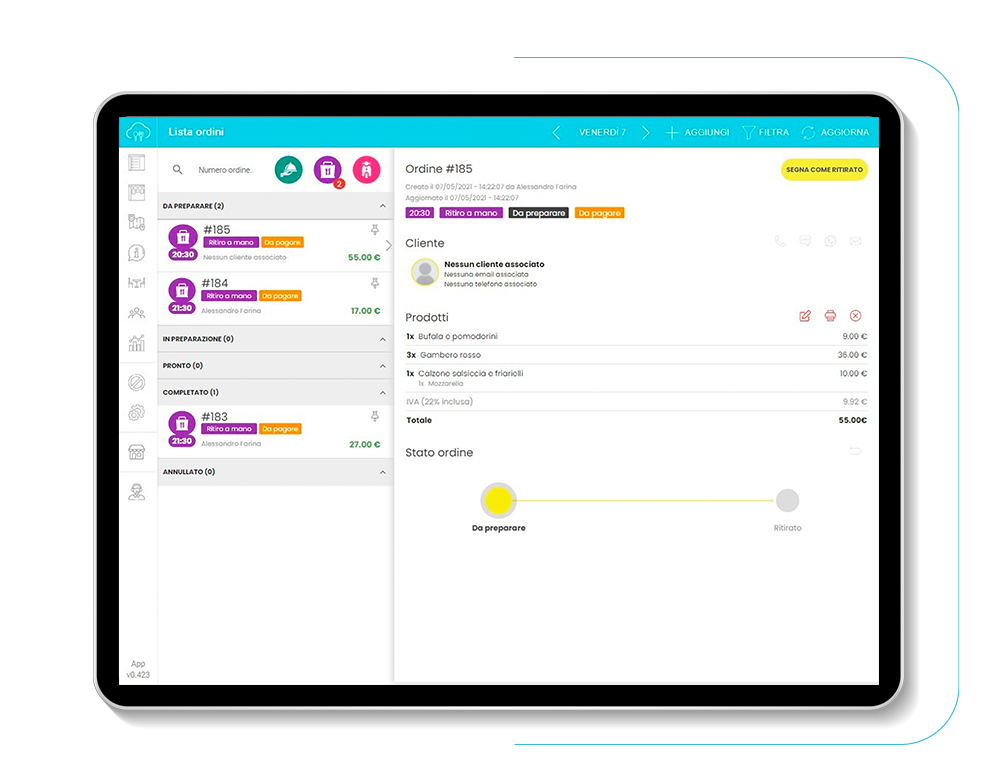 Lista ordini
VENERDÌ 7
AGGIUNGI
FILTRA
AGGIORNA
Numero ordine..
2
DA PREPARARE (2)
#185
Ritiro a mano
Da pagare
20:30
Nessun cliente associato
55.00 €
#184
Ritiro a mano
Da pagare
21:30
Alessandro Farina
17.00 €
IN PREPARAZIONE (0)
PRONTO (0)
COMPLETATO (1)
#183
Ritiro a mano
Da pagare
21:30
Alessandro Farina
27.00 €
ANNULLATO (0)
App
v0.423
Ordine #185
SEGNA COME RITIRATO
Creato il 07/05/2021 - 14:22:07 da Alessandro Farina
Aggiornato il 07/05/2021 - 14:22:07
20:30 Ritiro a mano Da preparare Da pagare
Cliente
Nessun cliente associato
Nessuna email associata
Nessuna telefono associato
Prodotti
1x Bufala e pomodorini 9.00 €
3x Gambero rosso 36.00 €
1x Calzone salsiccia e friarielli 10.00 €
1x Mozzarella
IVA (22% inclusa) 9.92 €
Totale 55.00€
Stato ordine
Da preparare
Ritirato